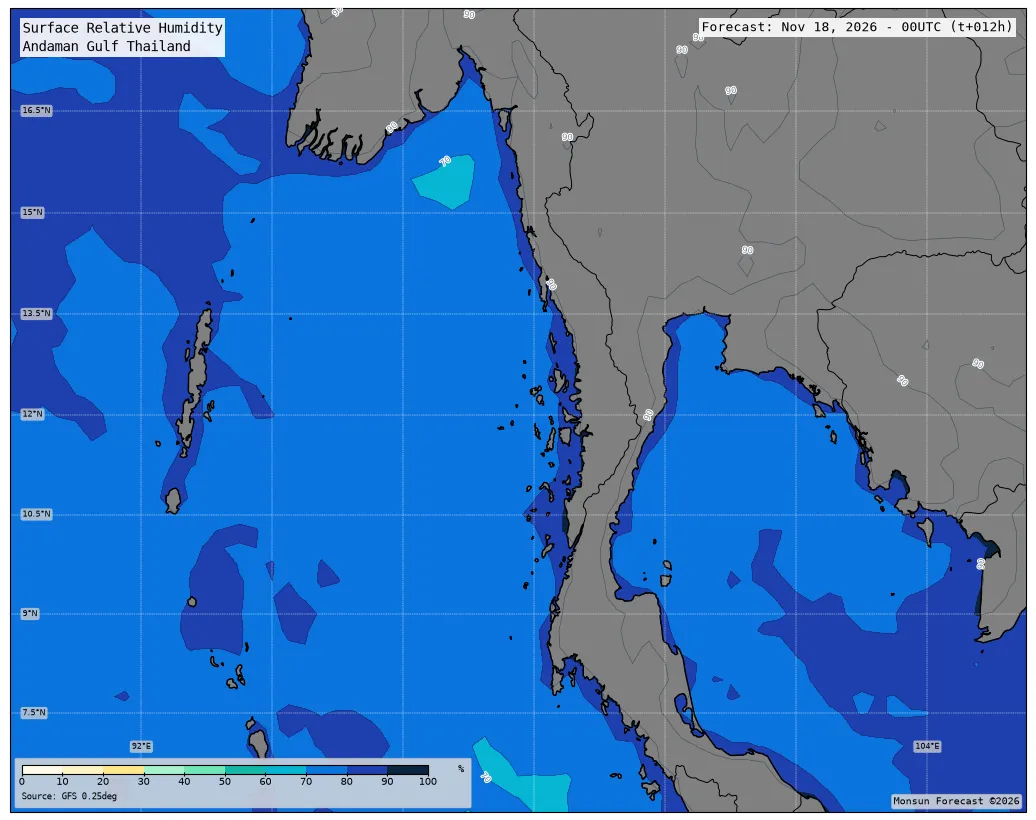 Surface Relative Humidity
Andaman Gulf Thailand
Forecast: Nov 18, 2026 - 00UTC (t+012h)
90
90
90
90
90
90
90
16.5°N
70
15°N
90
90
13.5°N
90
90
12°N
90
10.5°N
90
9°N
7.5°N
92°E
104°E
70
%
0 10 20 30 40 50 60 70 80 90 100
Source: GFS 0.25deg
Monsun Forecast ©2026